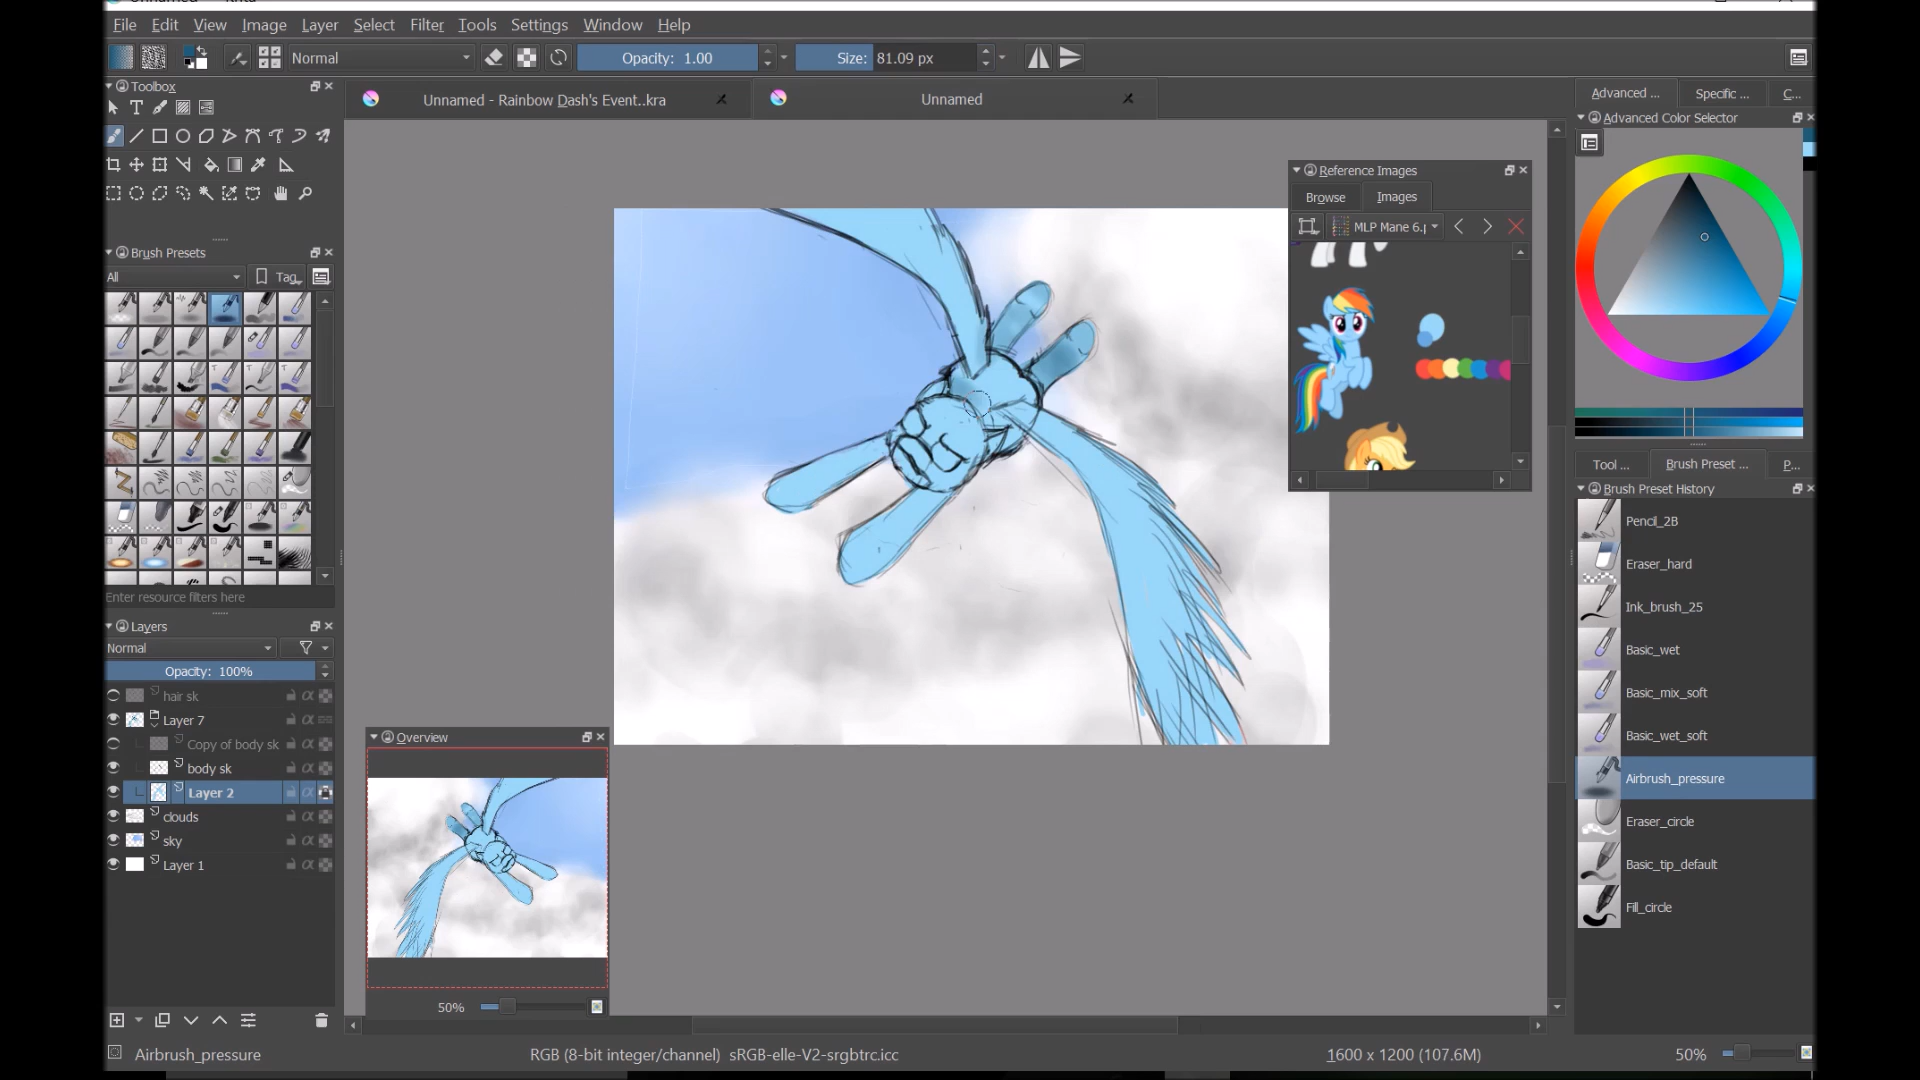 File Edit View Image Layer Select Filter Tools Settings Window Help
Normal
Opacity: 1.00
Size: 81.09 px
Toolbox
Unnamed - Rainbow Dash's Event..kra
Unnamed
Advanced ... Specific ... C...
Advanced Color Selector
Reference Images
Browse Images
MLP Mane 6.
Brush Presets
All Tag
Tool ... Brush Preset ... P...
Brush Preset History
Pencil_2B
Eraser_hard
Ink_brush_25
Basic_wet
Basic_mix_soft
Basic_wet_soft
Airbrush_pressure
Eraser_circle
Basic_tip_default
Fill_circle
Enter resource filters here
Layers
Normal
Opacity: 100%
hair sk
Layer 7
Copy of body sk
body sk
Layer 2
clouds
sky
Layer 1
Overview
50%
Airbrush_pressure
RGB (8-bit integer/channel) sRGB-elle-V2-srgbtrc.icc
1600 x 1200 (107.6M)
50%